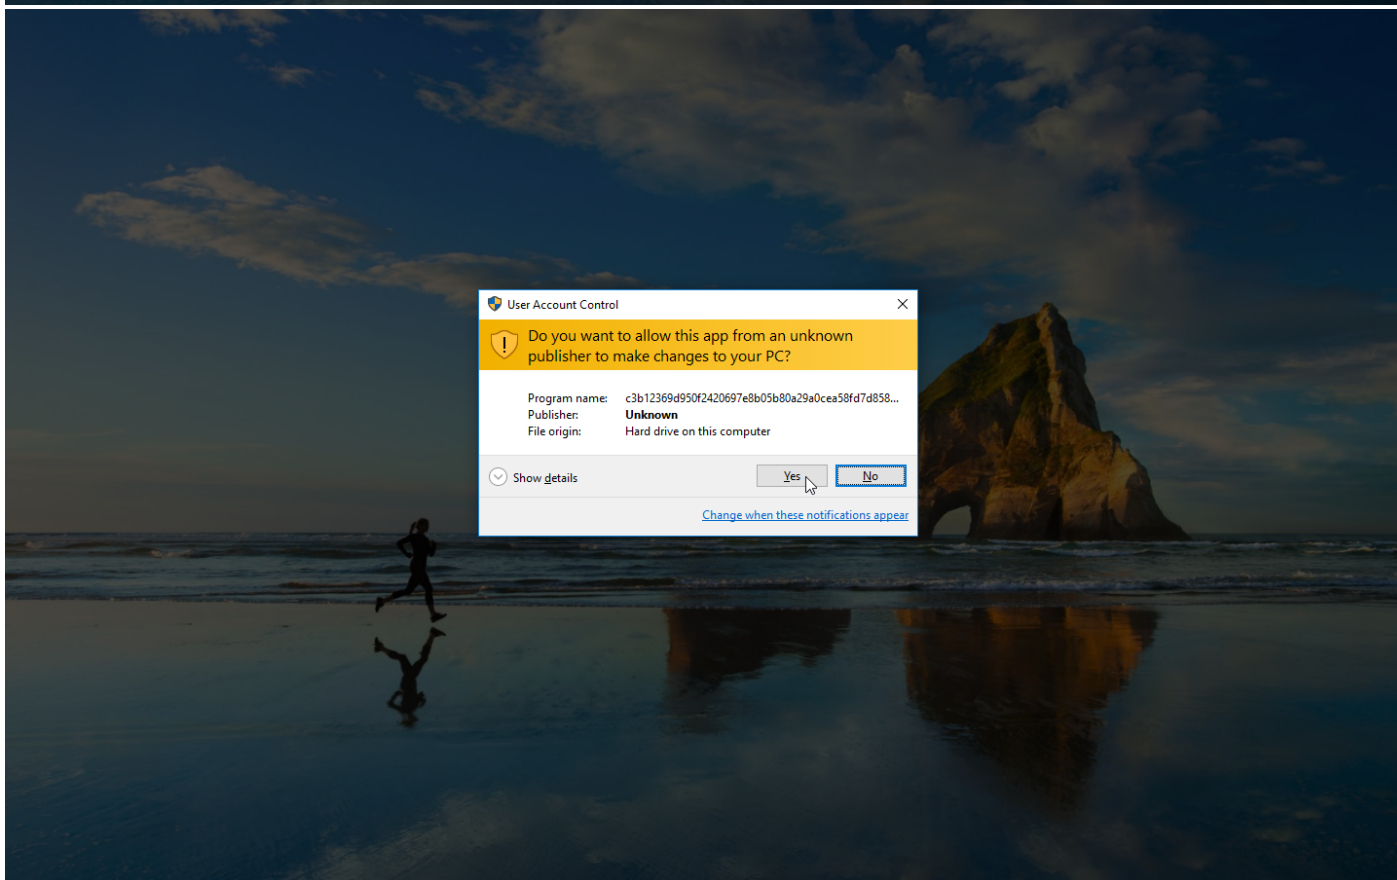 User Account Control
Do you want to allow this app from an unknown
publisher to make changes to your PC?
Program name: c3b12369d950f2420697e8b05b80a29a0cea58fd7d858...
Publisher: Unknown
File origin: Hard drive on this computer
Show details
Yes
No
Change when these notifications appear